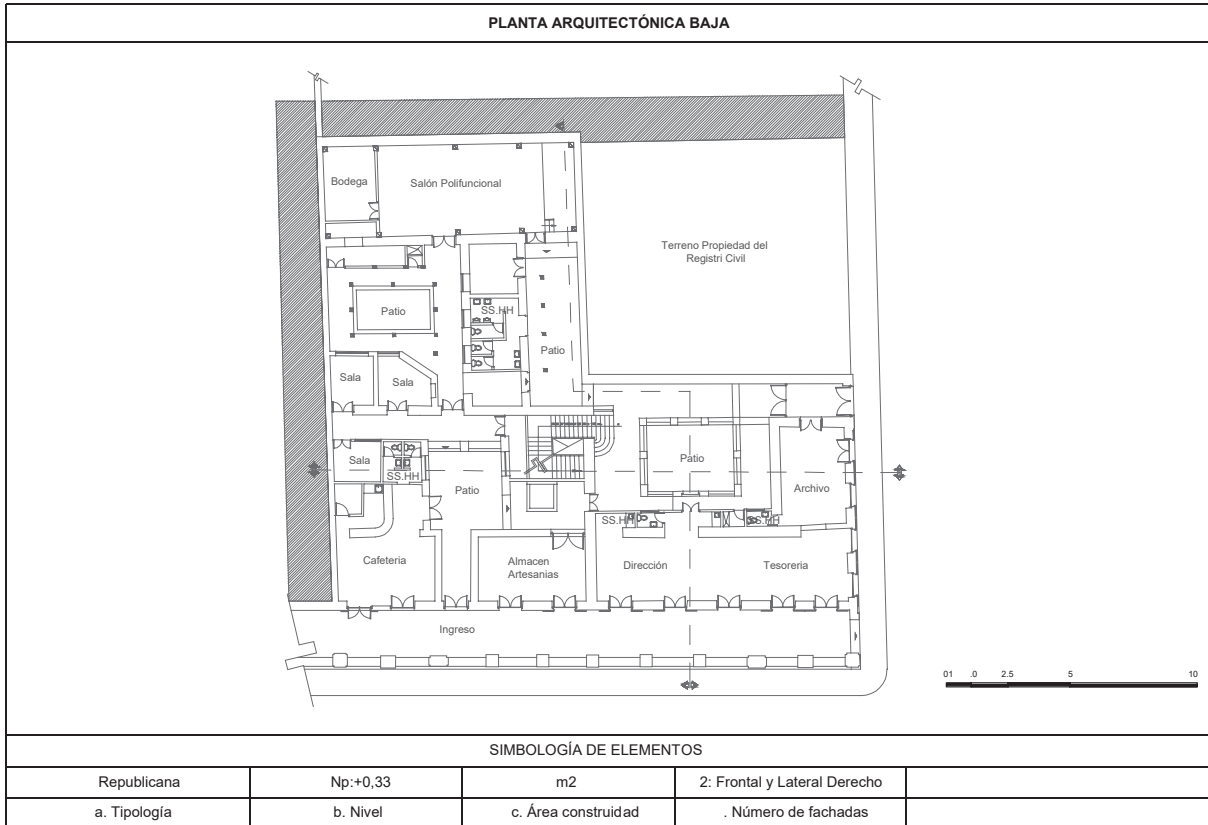 PLANTA ARQUITECTÓNICA BAJA
Bodega
Salón Polifuncional
Terreno Propiedad del
Registri Civil
Patio
SS.HH
Patio
Sala
Sala
Sala
SS.HH
Patio
Patio
Archivo
SS.HH
SS.HH
Cafeteria
Almacen
Artesanias
Dirección
Tesoreria
Ingreso
01 .0 2.5 5 10
SIMBOLOGÍA DE ELEMENTOS
Republicana Np:+0,33 m2 2: Frontal y Lateral Derecho
a. Tipología b. Nivel c. Área construidad . Número de fachadas